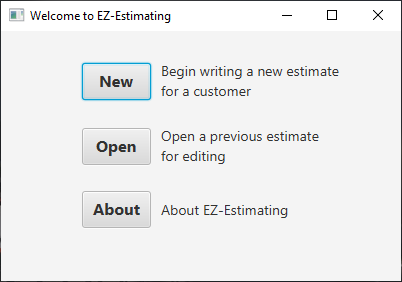 Welcome to EZ-Estimating
New
Begin writing a new estimate
for a customer
Open
Open a previous estimate
for editing
About
About EZ-Estimating